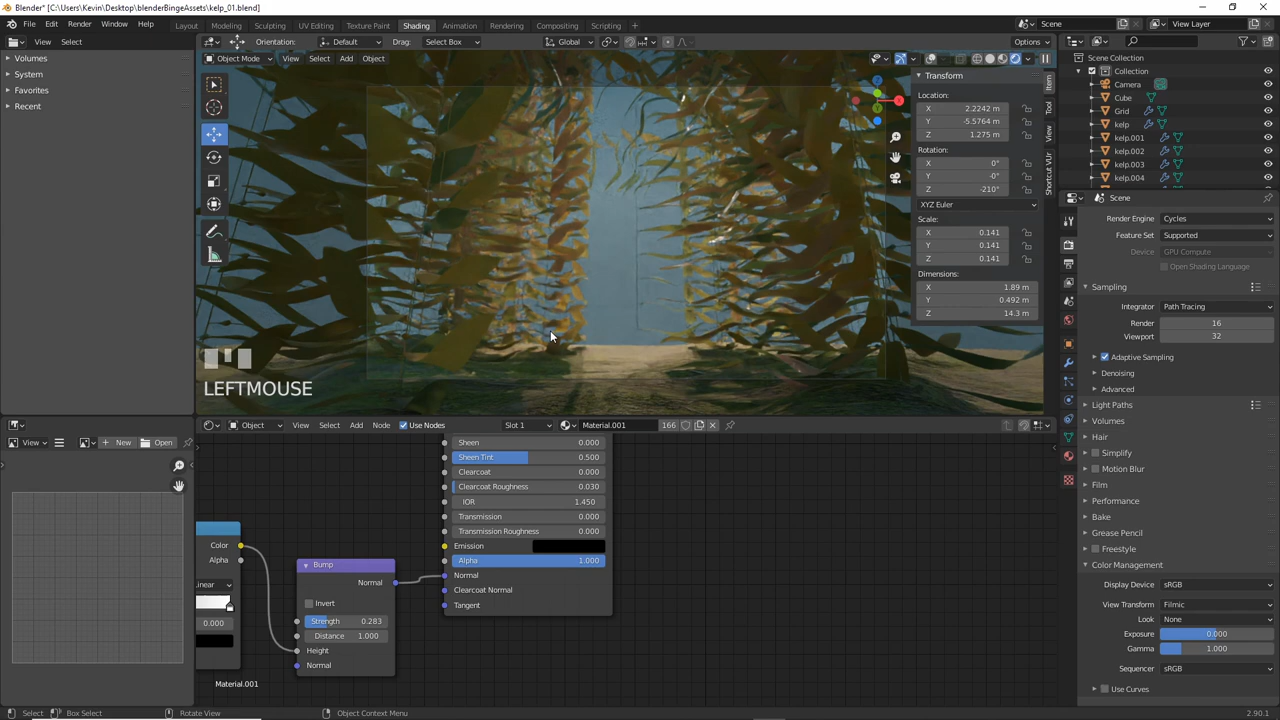 Blender* [C:\Users\Kevin\Desktop\blenderBingeAssets\kelp_01.blend]
File Edit Render Window Help Layout Modeling Sculpting UV Editing Texture Paint Shading Animation Rendering Compositing Scripting Scene View Layer
View Select Orientation: Default Drag: Select Box Global Options
Object Mode View Select Add Object
Volumes
System
Favorites
Recent
Transform
Location:
X 2.2242 m
Y -5.5764 m
Z 1.275 m
Rotation:
X 0°
Y -0°
Z -210°
XYZ Euler
Scale:
X 0.141
Y 0.141
Z 0.141
Dimensions:
X 1.89 m
Y 0.492 m
Z 14.3 m
Item
Tool
View
Shortcut VUr
X
Y
Z
LEFTMOUSE
Scene Collection
Collection
Camera
Cube
Grid
kelp
kelp.001
kelp.002
kelp.003
kelp.004
Scene
Render Engine Cycles
Feature Set Supported
Device GPU Compute
Open Shading Language
Sampling
Integrator Path Tracing
Render 16
Viewport 32
Adaptive Sampling
Denoising
Advanced
Light Paths
Volumes
Hair
Simplify
Motion Blur
Film
Performance
Bake
Grease Pencil
Freestyle
Color Management
Display Device sRGB
View Transform Filmic
Look None
Exposure 0.000
Gamma 1.000
Sequencer sRGB
Use Curves
View New Open
Object View Select Add Node Use Nodes Slot 1 Material.001 166
Sheen 0.000
Sheen Tint 0.500
Clearcoat 0.000
Clearcoat Roughness 0.030
IOR 1.450
Transmission 0.000
Transmission Roughness 0.000
Emission
Alpha 1.000
Normal
Clearcoat Normal
Tangent
Color
Alpha
.inear
0.000
Bump
Normal
Invert
Strength 0.283
Distance 1.000
Height
Normal
Material.001
Select Box Select Rotate View Object Context Menu 2.90.1